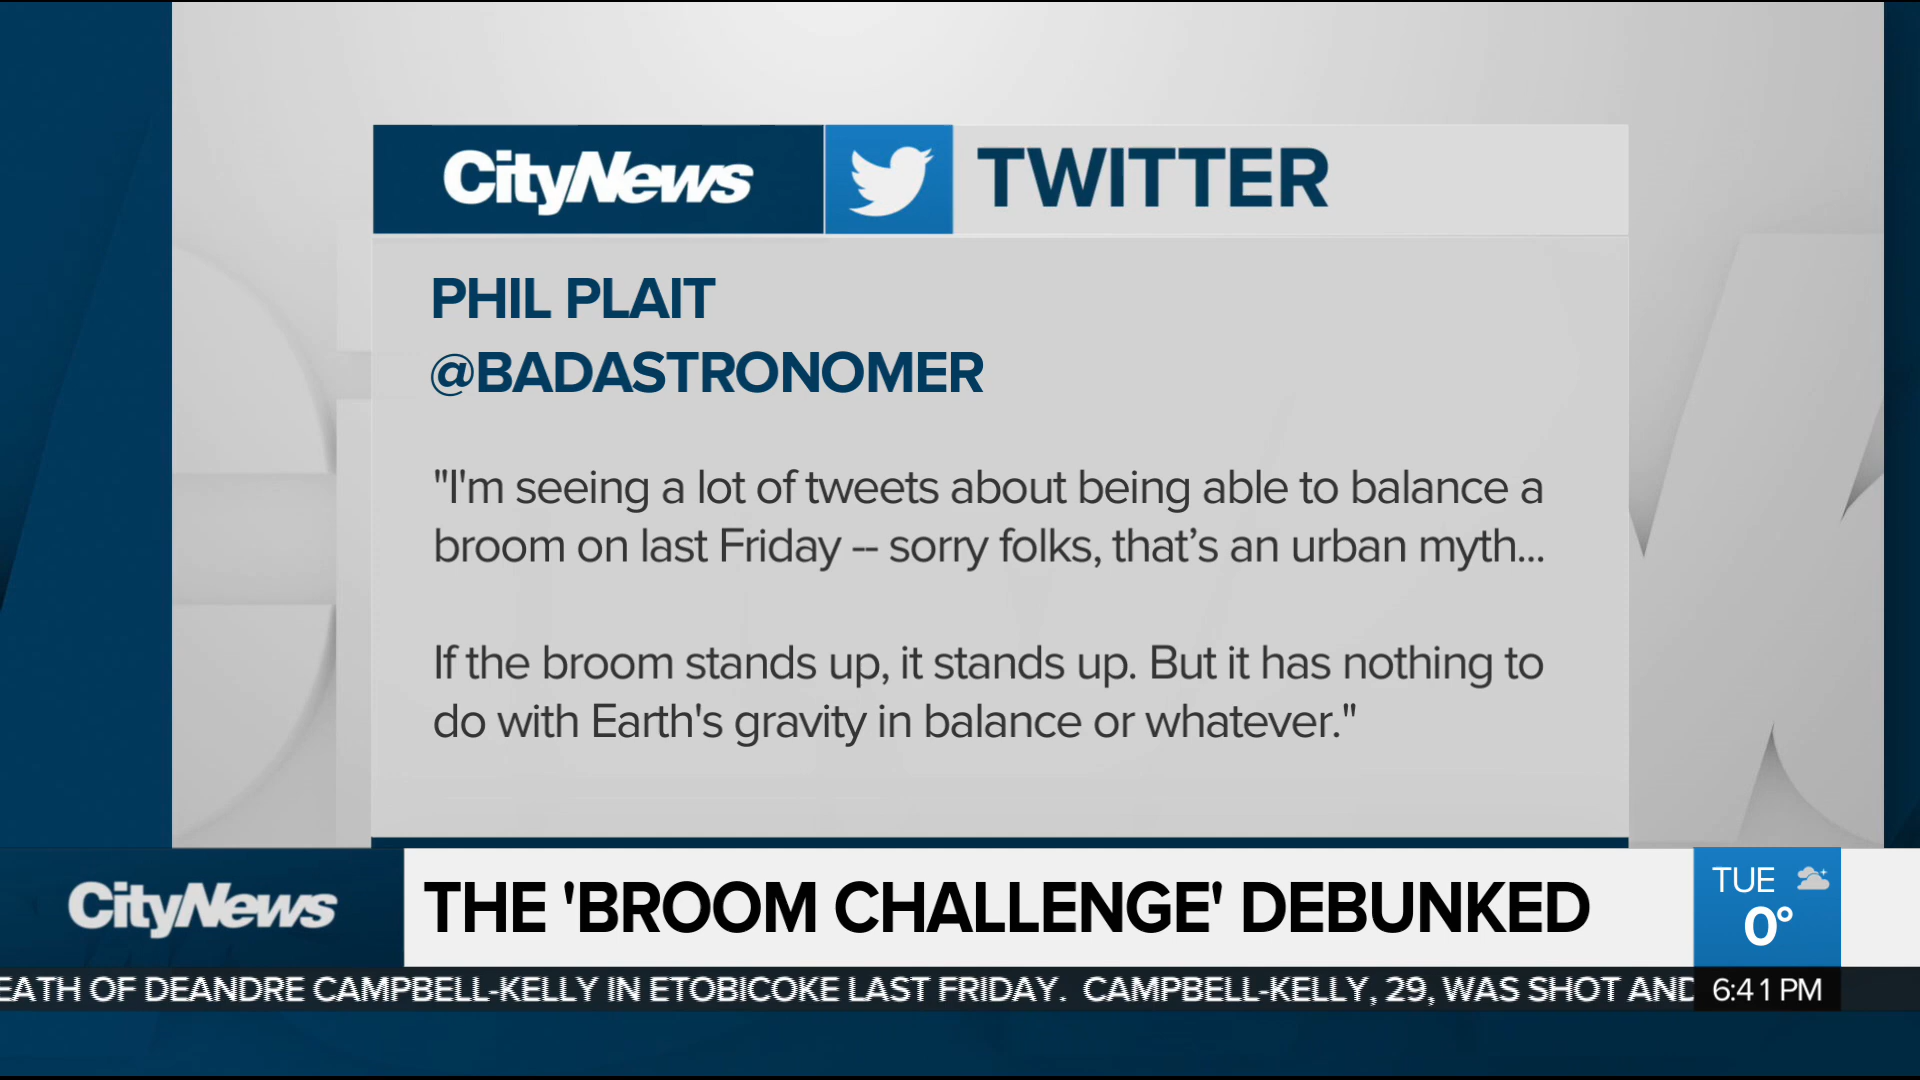 CityNews TWITTER
PHIL PLAIT
@BADASTRONOMER
"I'm seeing a lot of tweets about being able to balance a
broom on last Friday -- sorry folks, that’s an urban myth...
If the broom stands up, it stands up. But it has nothing to
do with Earth's gravity in balance or whatever."
CityNews
THE 'BROOM CHALLENGE' DEBUNKED
TUE
0°
OF DEANDRE CAMPBELL-KELLY IN ETOBICOKE LAST FRIDAY. CAMPBELL-KELLY, 29, WAS SHOT AND
6:41 PM